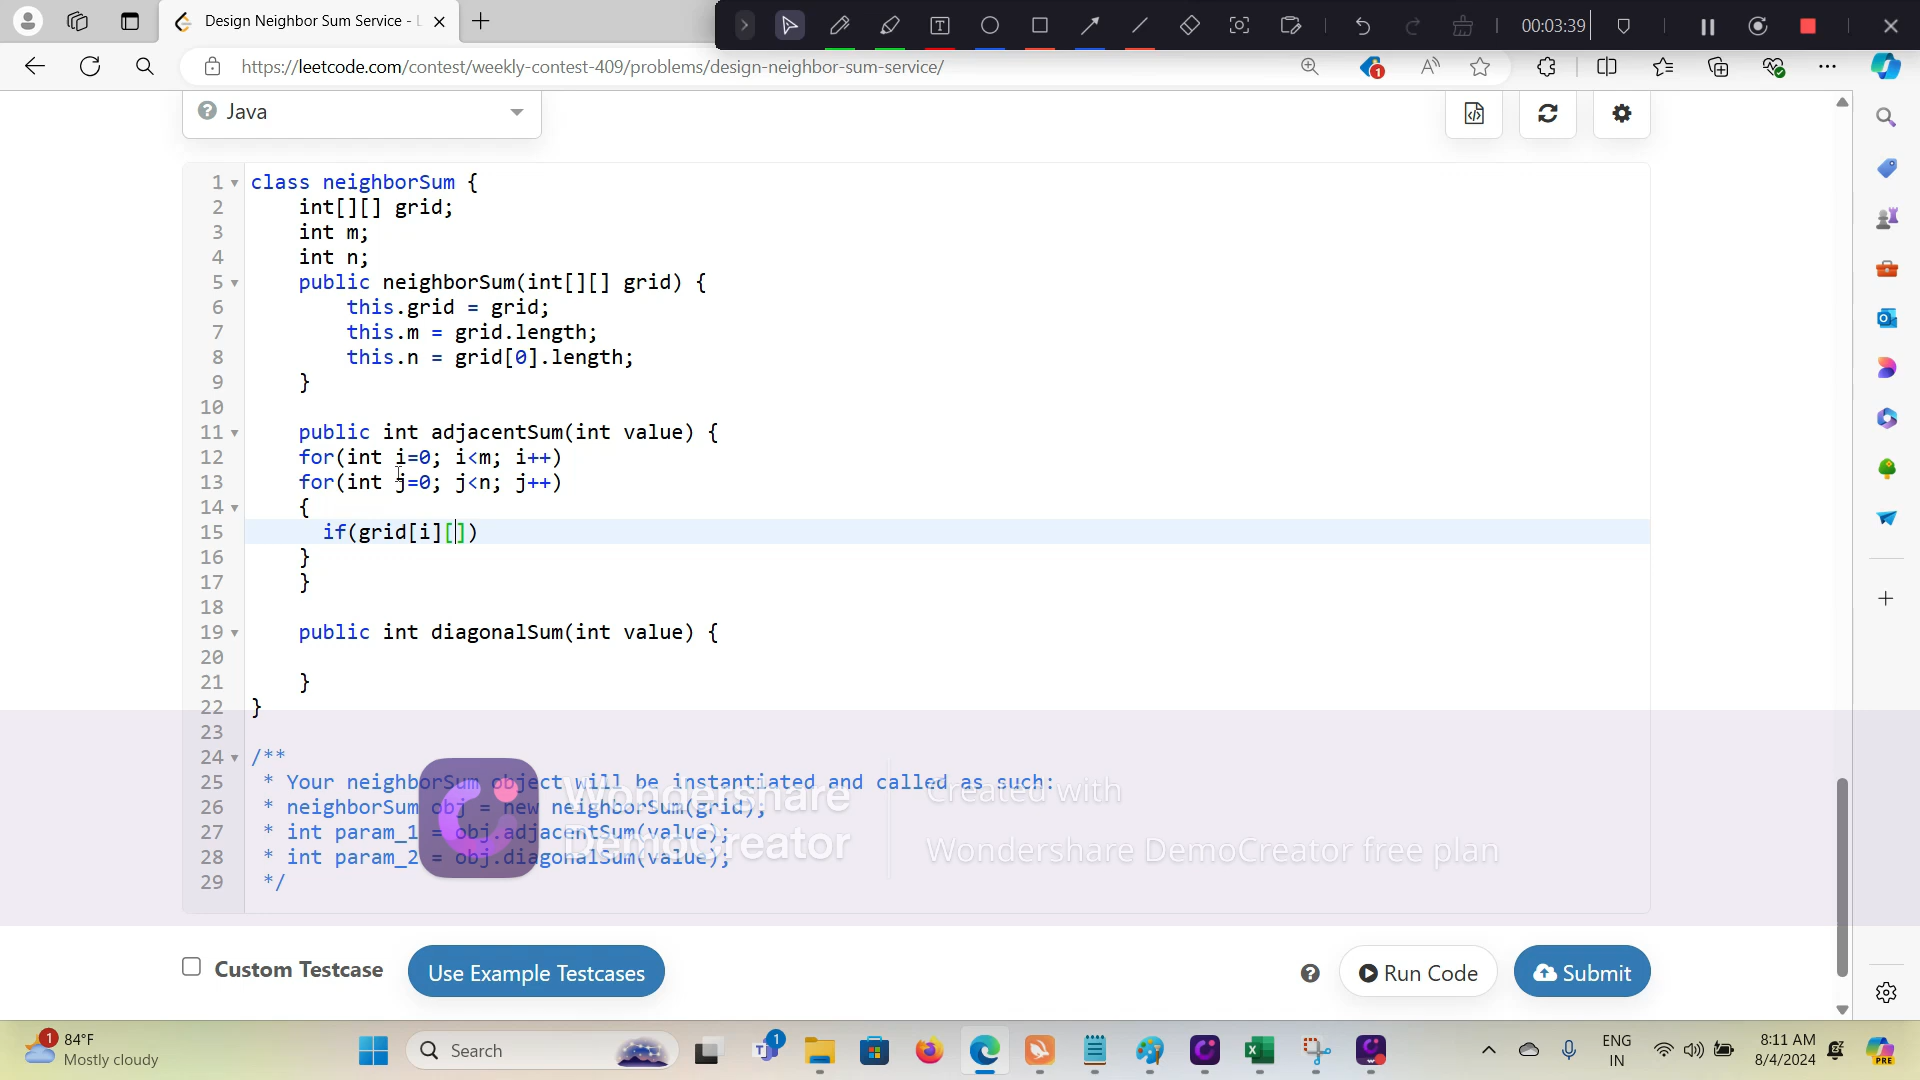 Design Neighbor Sum Service - L
00:03:39
https://leetcode.com/contest/weekly-contest-409/problems/design-neighbor-sum-service/
1
Java
1 class neighborSum {
2 int[][] grid;
3 int m;
4 int n;
5 public neighborSum(int[][] grid) {
6 this.grid = grid;
7 this.m = grid.length;
8 this.n = grid[0].length;
9 }
10
11 public int adjacentSum(int value) {
12 for(int i=0; i<m; i++)
13 for(int j=0; j<n; j++)
14 {
15 if(grid[i][])
16 }
17 }
18
19 public int diagonalSum(int value) {
20
21 }
22 }
23
24 /**
25 * Your neighborSum object will be instantiated and called as such:
26 * neighborSum obj = new neighborSum(grid);
27 * int param_1 = obj.adjacentSum(value);
28 * int param_2 = obj.diagonalSum(value);
29 */
Wondershare
DemoCreator
Created with
Wondershare DemoCreator free plan
Custom Testcase
Use Example Testcases
Run Code
Submit
1
84°F
Mostly cloudy
Search
1
ENG
IN
8:11 AM
8/4/2024
PRE